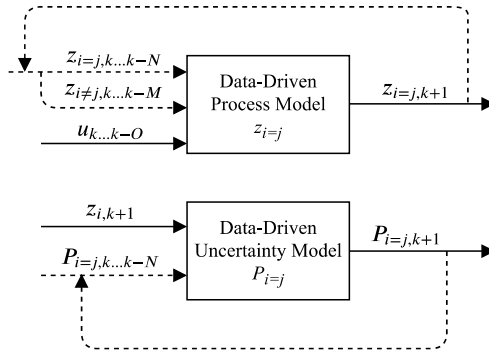 z_{i=j,k...k−N}
z_{i≠j,k...k−M}
u_{k...k−O}
Data-Driven
Process Model
z_{i=j}
z_{i=j,k+1}
z_{i,k+1}
P_{i=j,k...k−N}
Data-Driven
Uncertainty Model
P_{i=j}
P_{i=j,k+1}